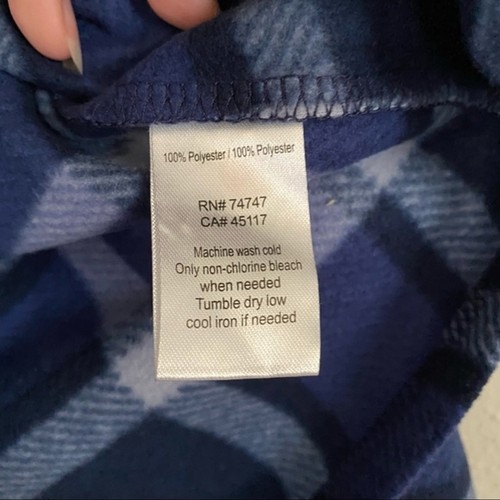 100% Polyester / 100% Polyester
RN# 74747
CA# 45117
Machine wash cold
Only non-chlorine bleach
when needed
Tumble dry low
cool iron if needed